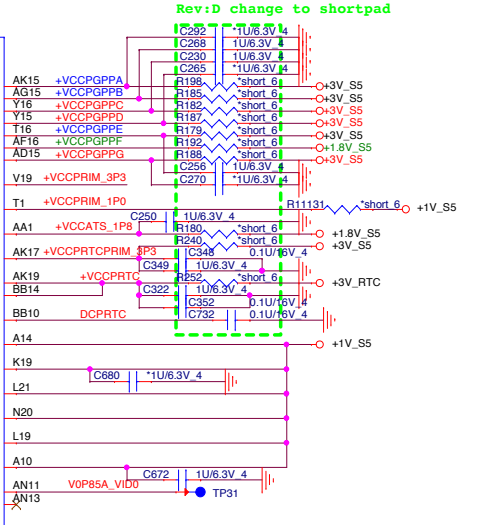 Rev:D change to shortpad
C292 *1U/6.3V_4
C268 1U/6.3V_4
C230 1U/6.3V_4
C265 *1U/6.3V_4
AK15 +VCCPGPPA R198 *short_6 +3V_S5
AG15 +VCCPGPPB R185 *short_6 +3V_S5
Y16 +VCCPGPPC R182 *short_6 +3V_S5
Y15 +VCCPGPPD R187 *short_6 +3V_S5
T16 +VCCPGPPE R179 *short_6 +3V_S5
AF16 +VCCPGPPF R192 *short_6 +1.8V_S5
AD15 +VCCPGPPG R188 *short_6 +3V_S5
C256 1U/6.3V_4
V19 +VCCPRIM_3P3 C270 *1U/6.3V_4
T1 +VCCPRIM_1P0 R11131 *short_6 +1V_S5
C250 1U/6.3V_4
AA1 +VCCATS_1P8 R180 *short_6 +1.8V_S5
R240 *short_6 +3V_S5
AK17 +VCCPRTCPRIM_3P3 C348 0.1U/16V_4
C349 1U/6.3V_4
AK19 +VCCPRTC R252 *short_6 +3V_RTC
BB14 C322 1U/6.3V_4
C352 0.1U/16V_4
BB10 DCPRTC C732 0.1U/16V_4
A14 +1V_S5
K19
C680 *1U/6.3V_4
L21
N20
L19
A10
C672 1U/6.3V_4
AN11 V0P85A_VID0 TP31
AN13